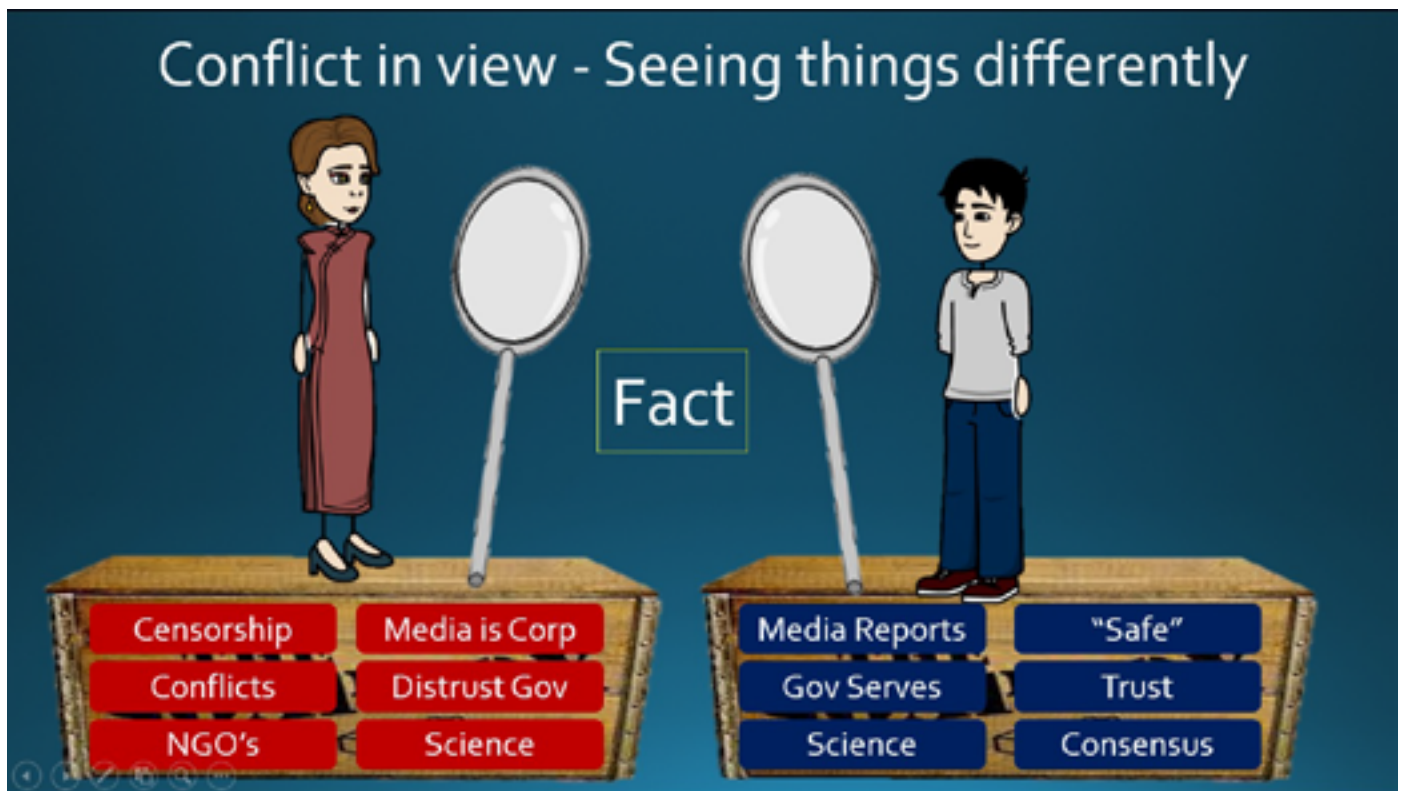 Conflict in view - Seeing things differently
Fact
Censorship
Media is Corp
Conflicts
Distrust Gov
NGO's
Science
Media Reports
"Safe"
Gov Serves
Trust
Science
Consensus